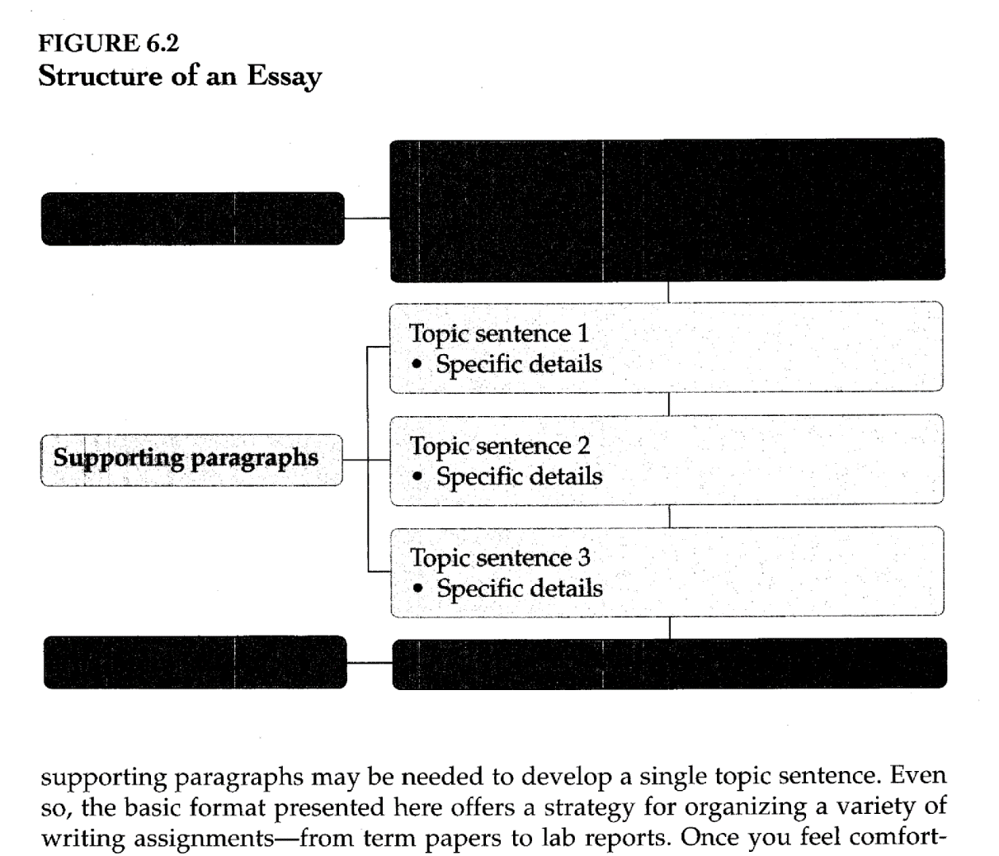 FIGURE 6.2
Structure of an Essay
Topic sentence 1
• Specific details
Supporting paragraphs
Topic sentence 2
• Specific details
Topic sentence 3
• Specific details
supporting paragraphs may be needed to develop a single topic sentence. Even
so, the basic format presented here offers a strategy for organizing a variety of
writing assignments—from term papers to lab reports. Once you feel comfort-